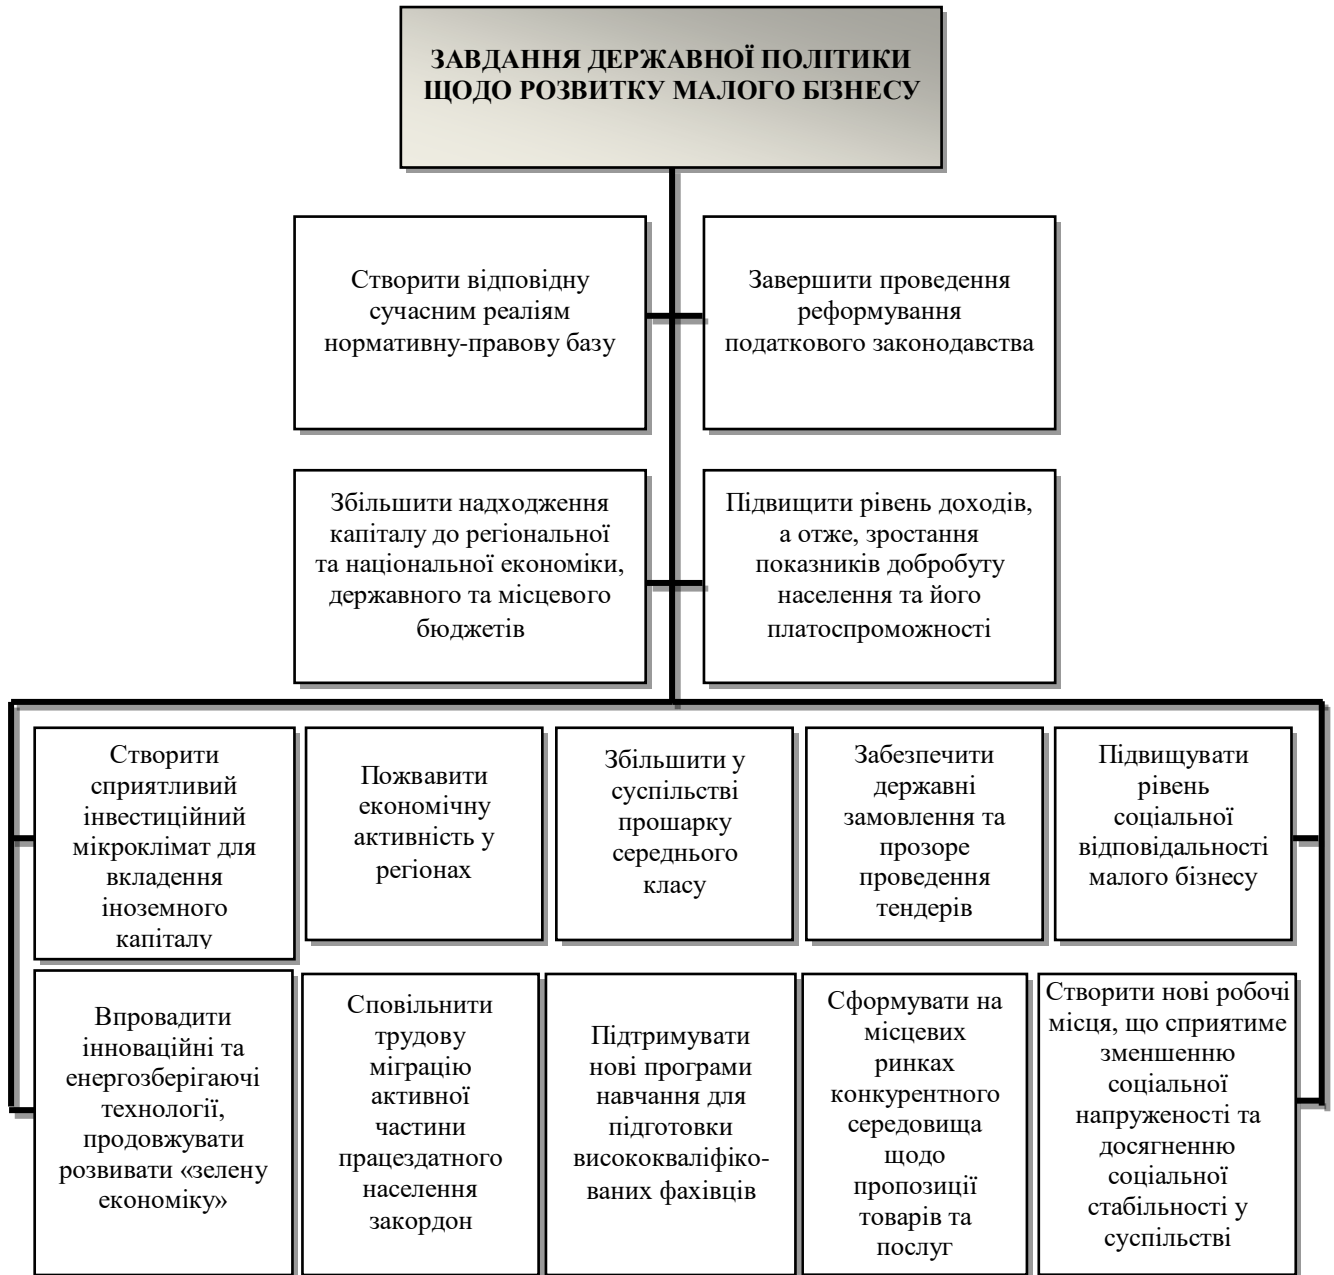 ЗАВДАННЯ ДЕРЖАВНОЇ ПОЛІТИКИ
ЩОДО РОЗВИТКУ МАЛОГО БІЗНЕСУ
Створити відповідну
сучасним реаліям
нормативну-правову базу
Завершити проведення
реформування
податкового законодавства
Збільшити надходження
капіталу до регіональної
та національної економіки,
державного та місцевого
бюджетів
Підвищити рівень доходів,
а отже, зростання
показників добробуту
населення та його
платоспроможності
Створити
сприятливий
інвестиційний
мікроклімат для
вкладення
іноземного
капіталу
Пожвавити
економічну
активність у
регіонах
Збільшити у
суспільстві
прошарку
середнього
класу
Забезпечити
державні
замовлення та
прозоре
проведення
тендерів
Підвищувати
рівень
соціальної
відповідальності
малого бізнесу
Впровадити
інноваційні та
енергозберігаючі
технології,
продовжувати
розвивати «зелену
економіку»
Сповільнити
трудову
міграцію
активної
частини
працездатного
населення
закордон
Підтримувати
нові програми
навчання для
підготовки
висококваліфіко-
ваних фахівців
Сформувати на
місцевих
ринках
конкурентного
середовища
щодо
пропозиції
товарів та
послуг
Створити нові робочі
місця, що сприятиме
зменшенню
соціальної
напруженості та
досягненню
соціальної
стабільності у
суспільстві